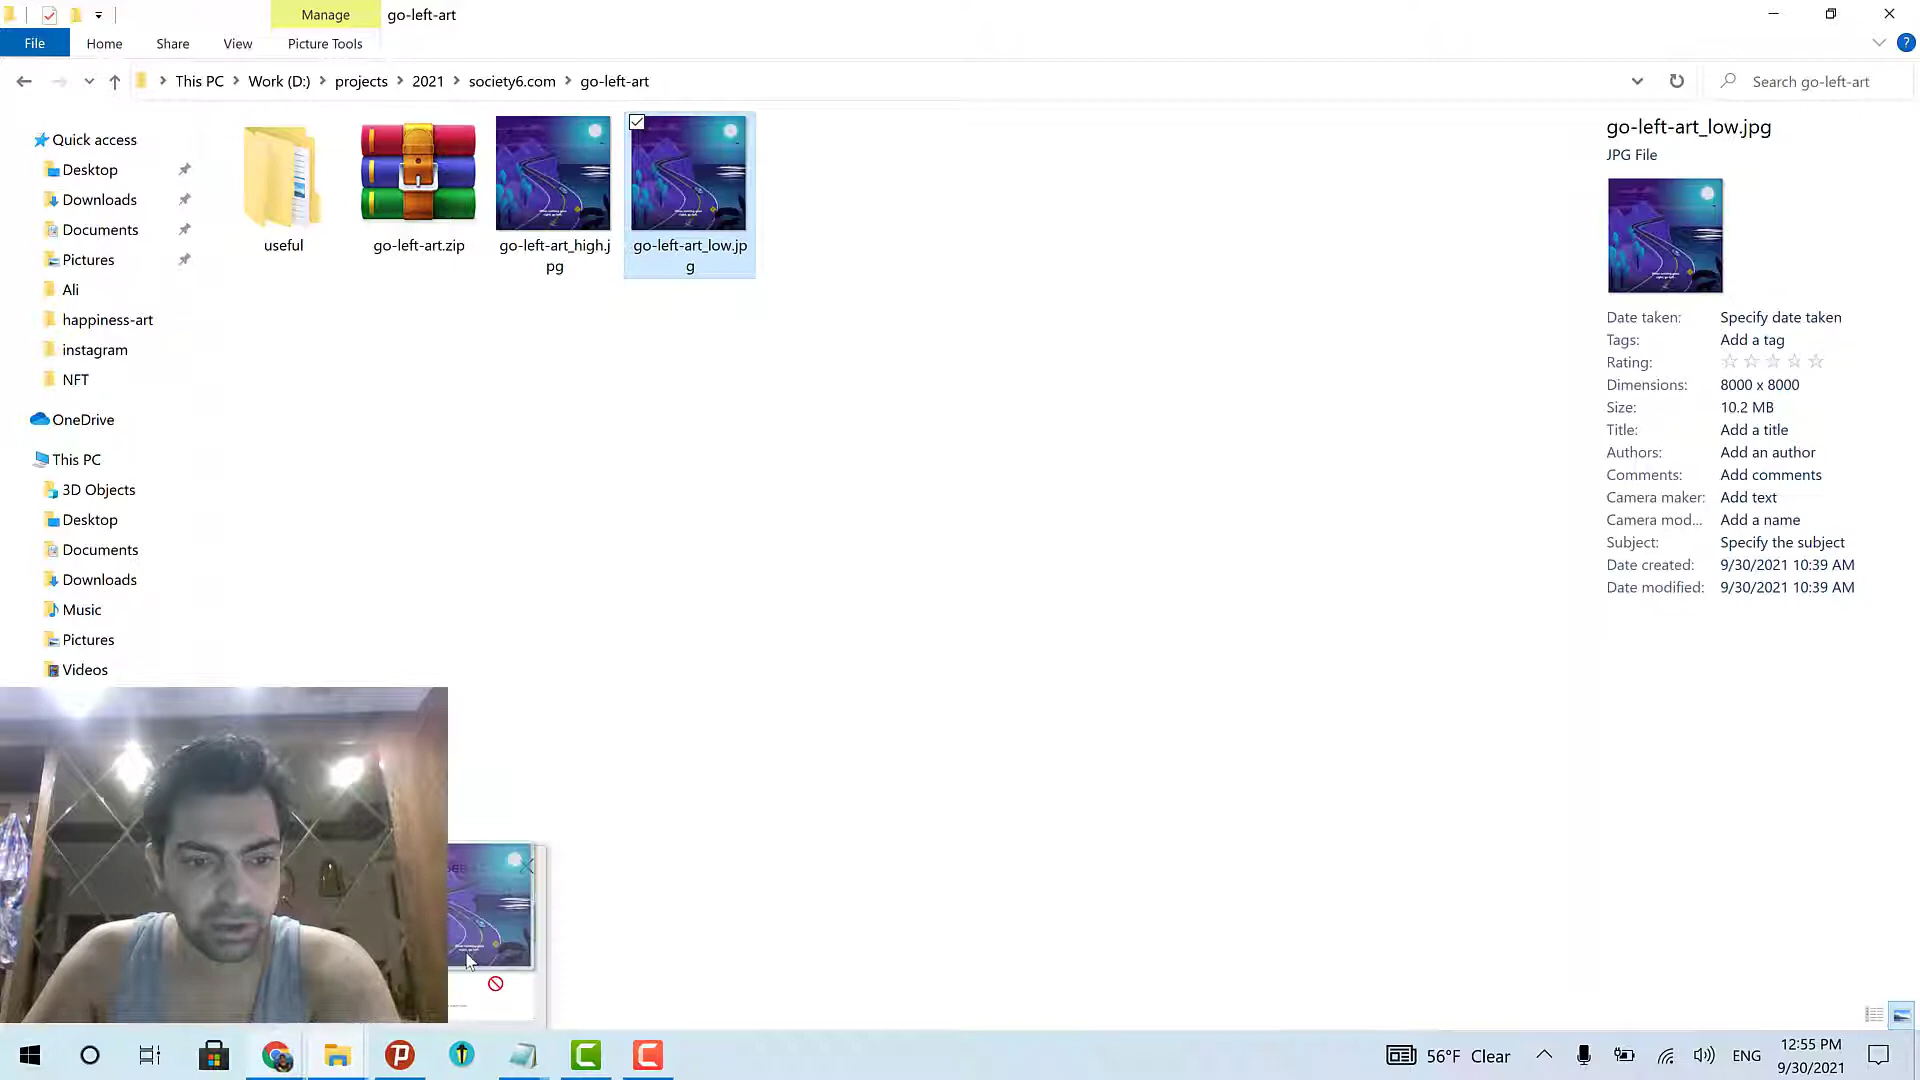 Manage
go-left-art
File
Home
Share
View
Picture Tools
This PC
Work (D:)
projects
2021
society6.com
go-left-art
Search go-left-art
Quick access
Desktop
Downloads
Documents
Pictures
Ali
happiness-art
instagram
NFT
OneDrive
This PC
3D Objects
Desktop
Documents
Downloads
Music
Pictures
Videos
useful
go-left-art.zip
go-left-art_high.j
pg
go-left-art_low.jp
g
go-left-art_low.jpg
JPG File
Date taken: Specify date taken
Tags: Add a tag
Rating:
Dimensions: 8000 x 8000
Size: 10.2 MB
Title: Add a title
Authors: Add an author
Comments: Add comments
Camera maker: Add text
Camera mod... Add a name
Subject: Specify the subject
Date created: 9/30/2021 10:39 AM
Date modified: 9/30/2021 10:39 AM
56°F Clear
ENG
12:55 PM
9/30/2021